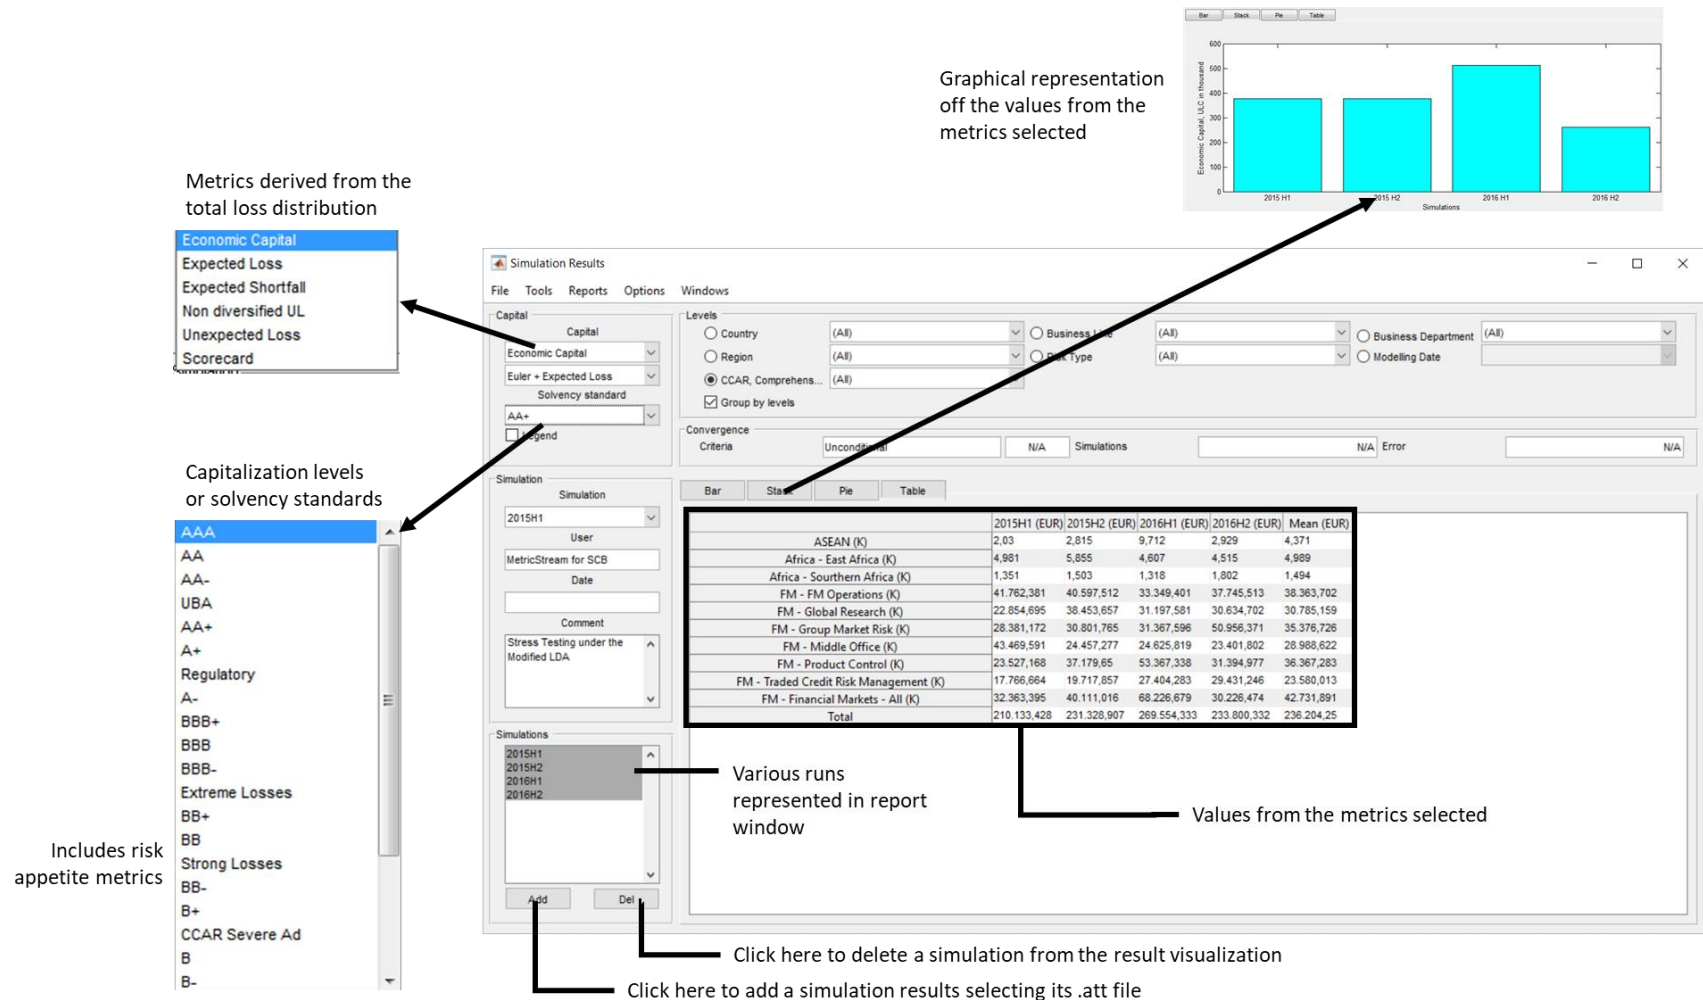 Bar Stack Pie Table
600
500
400
300
200
100
0
Economic Capital, ULC in thousand
2015 H1 2015 H2 2016 H1 2016 H2
Simulations
Graphical representation
off the values from the
metrics selected
Metrics derived from the
total loss distribution
Economic Capital
Expected Loss
Expected Shortfall
Non diversified UL
Unexpected Loss
Scorecard
Simulation Results
File Tools Reports Options Windows
Capital
Capital
Economic Capital
Euler + Expected Loss
Solvency standard
AA+
Legend
Levels
Country (All) Business Line (All) Business Department (All)
Region (All) Risk Type (All) Modelling Date
CCAR, Comprehens... (All)
Group by levels
Convergence
Criteria Unconditional N/A Simulations N/A Error N/A
Capitalization levels
or solvency standards
AAA
AA
AA-
UBA
AA+
A+
Regulatory
A-
BBB+
BBB
BBB-
Extreme Losses
BB+
BB
Strong Losses
BB-
B+
CCAR Severe Ad
B
B-
Includes risk
appetite metrics
Simulation
Simulation
2015H1
User
MetricStream for SCB
Date
Comment
Stress Testing under the
Modified LDA
Simulations
2015H1
2015H2
2016H1
2016H2
Add Del
Bar Stack Pie Table
2015H1 (EUR) 2015H2 (EUR) 2016H1 (EUR) 2016H2 (EUR) Mean (EUR)
ASEAN (K) 2,03 2,815 9,712 2,929 4,371
Africa - East Africa (K) 4,981 5,855 4,607 4,515 4,989
Africa - Sourthern Africa (K) 1,351 1,503 1,318 1,802 1,494
FM - FM Operations (K) 41.762,381 40.597,512 33.349,401 37.745,513 38.363,702
FM - Global Research (K) 22.854,695 38.453,657 31.197,581 30.634,702 30.785,159
FM - Group Market Risk (K) 28.381,172 30.801,765 31.367,596 50.956,371 35.376,726
FM - Middle Office (K) 43.469,591 24.457,277 24.625,819 23.401,802 28.988,622
FM - Product Control (K) 23.527,168 37.179,65 53.367,338 31.394,977 36.367,283
FM - Traded Credit Risk Management (K) 17.766,664 19.717,857 27.404,283 29.431,246 23.580,013
FM - Financial Markets - All (K) 32.363,395 40.111,016 68.226,679 30.226,474 42.731,891
Total 210.133,428 231.328,907 269.554,333 233.800,332 236.204,25
Various runs
represented in report
window
Values from the metrics selected
Click here to delete a simulation from the result visualization
Click here to add a simulation results selecting its .att file